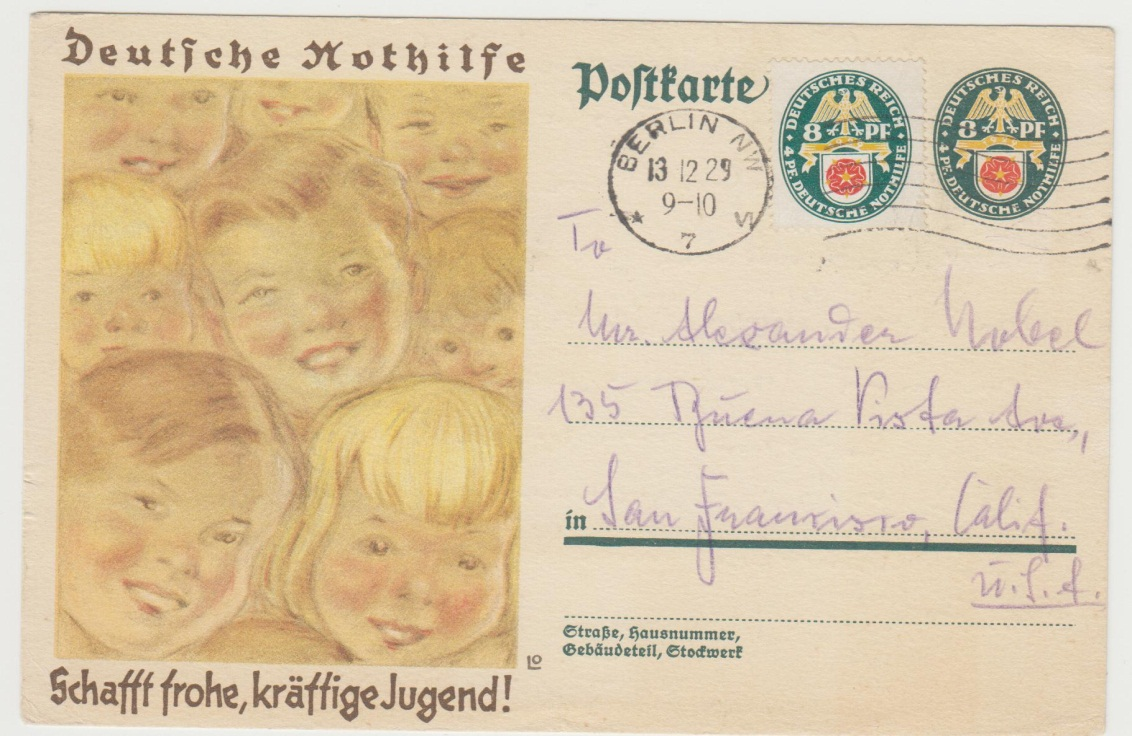 Deutſche Nothilfe
Poſtkarte
DEUTSCHES REICH
8 PF
4 PF. DEUTSCHE NOTHILFE
DEUTSCHES REICH
8 PF
4 PF. DEUTSCHE NOTHILFE
BERLIN NW
13 12 29
9-10
* 7
To
Mr. Alexander Nobel
135 Buena Vista Ave.,
in San Francisco, Calif.
U.S.A.
Straße, Hausnummer,
Gebäudeteil, Stockwerk
LO
Schafft frohe, kräftige Jugend!